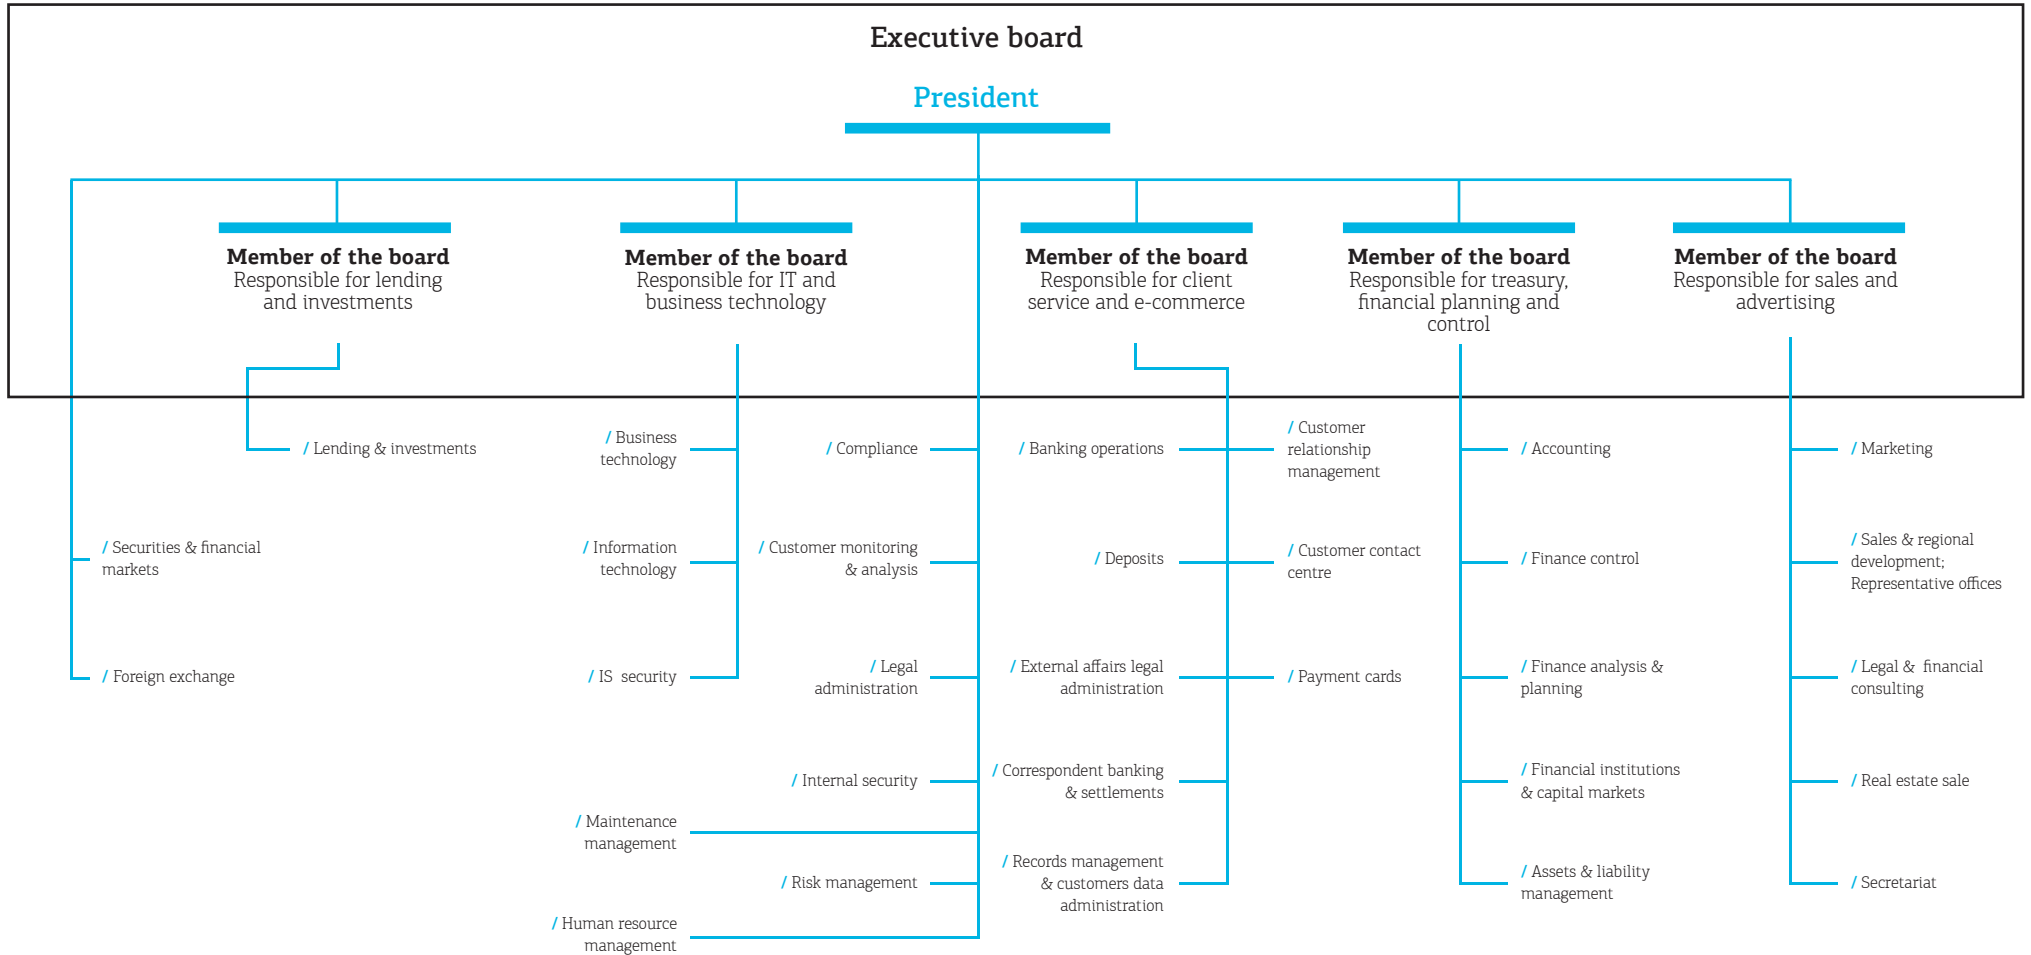 Executive board
President
Member of the board
Responsible for lending
and investments
Member of the board
Responsible for IT and
business technology
Member of the board
Responsible for client
service and e-commerce
Member of the board
Responsible for treasury,
financial planning and
control
Member of the board
Responsible for sales and
advertising
/ Lending & investments
/ Securities & financial
markets
/ Foreign exchange
/ Business
technology
/ Information
technology
/ IS security
/ Compliance
/ Customer monitoring
& analysis
/ Legal
administration
/ Internal security
/ Maintenance
management
/ Risk management
/ Human resource
management
/ Banking operations
/ Deposits
/ External affairs legal
administration
/ Correspondent banking
& settlements
/ Records management
& customers data
administration
/ Customer
relationship
management
/ Customer contact
centre
/ Payment cards
/ Accounting
/ Finance control
/ Finance analysis &
planning
/ Financial institutions
& capital markets
/ Assets & liability
management
/ Marketing
/ Sales & regional
development;
Representative offices
/ Legal & financial
consulting
/ Real estate sale
/ Secretariat